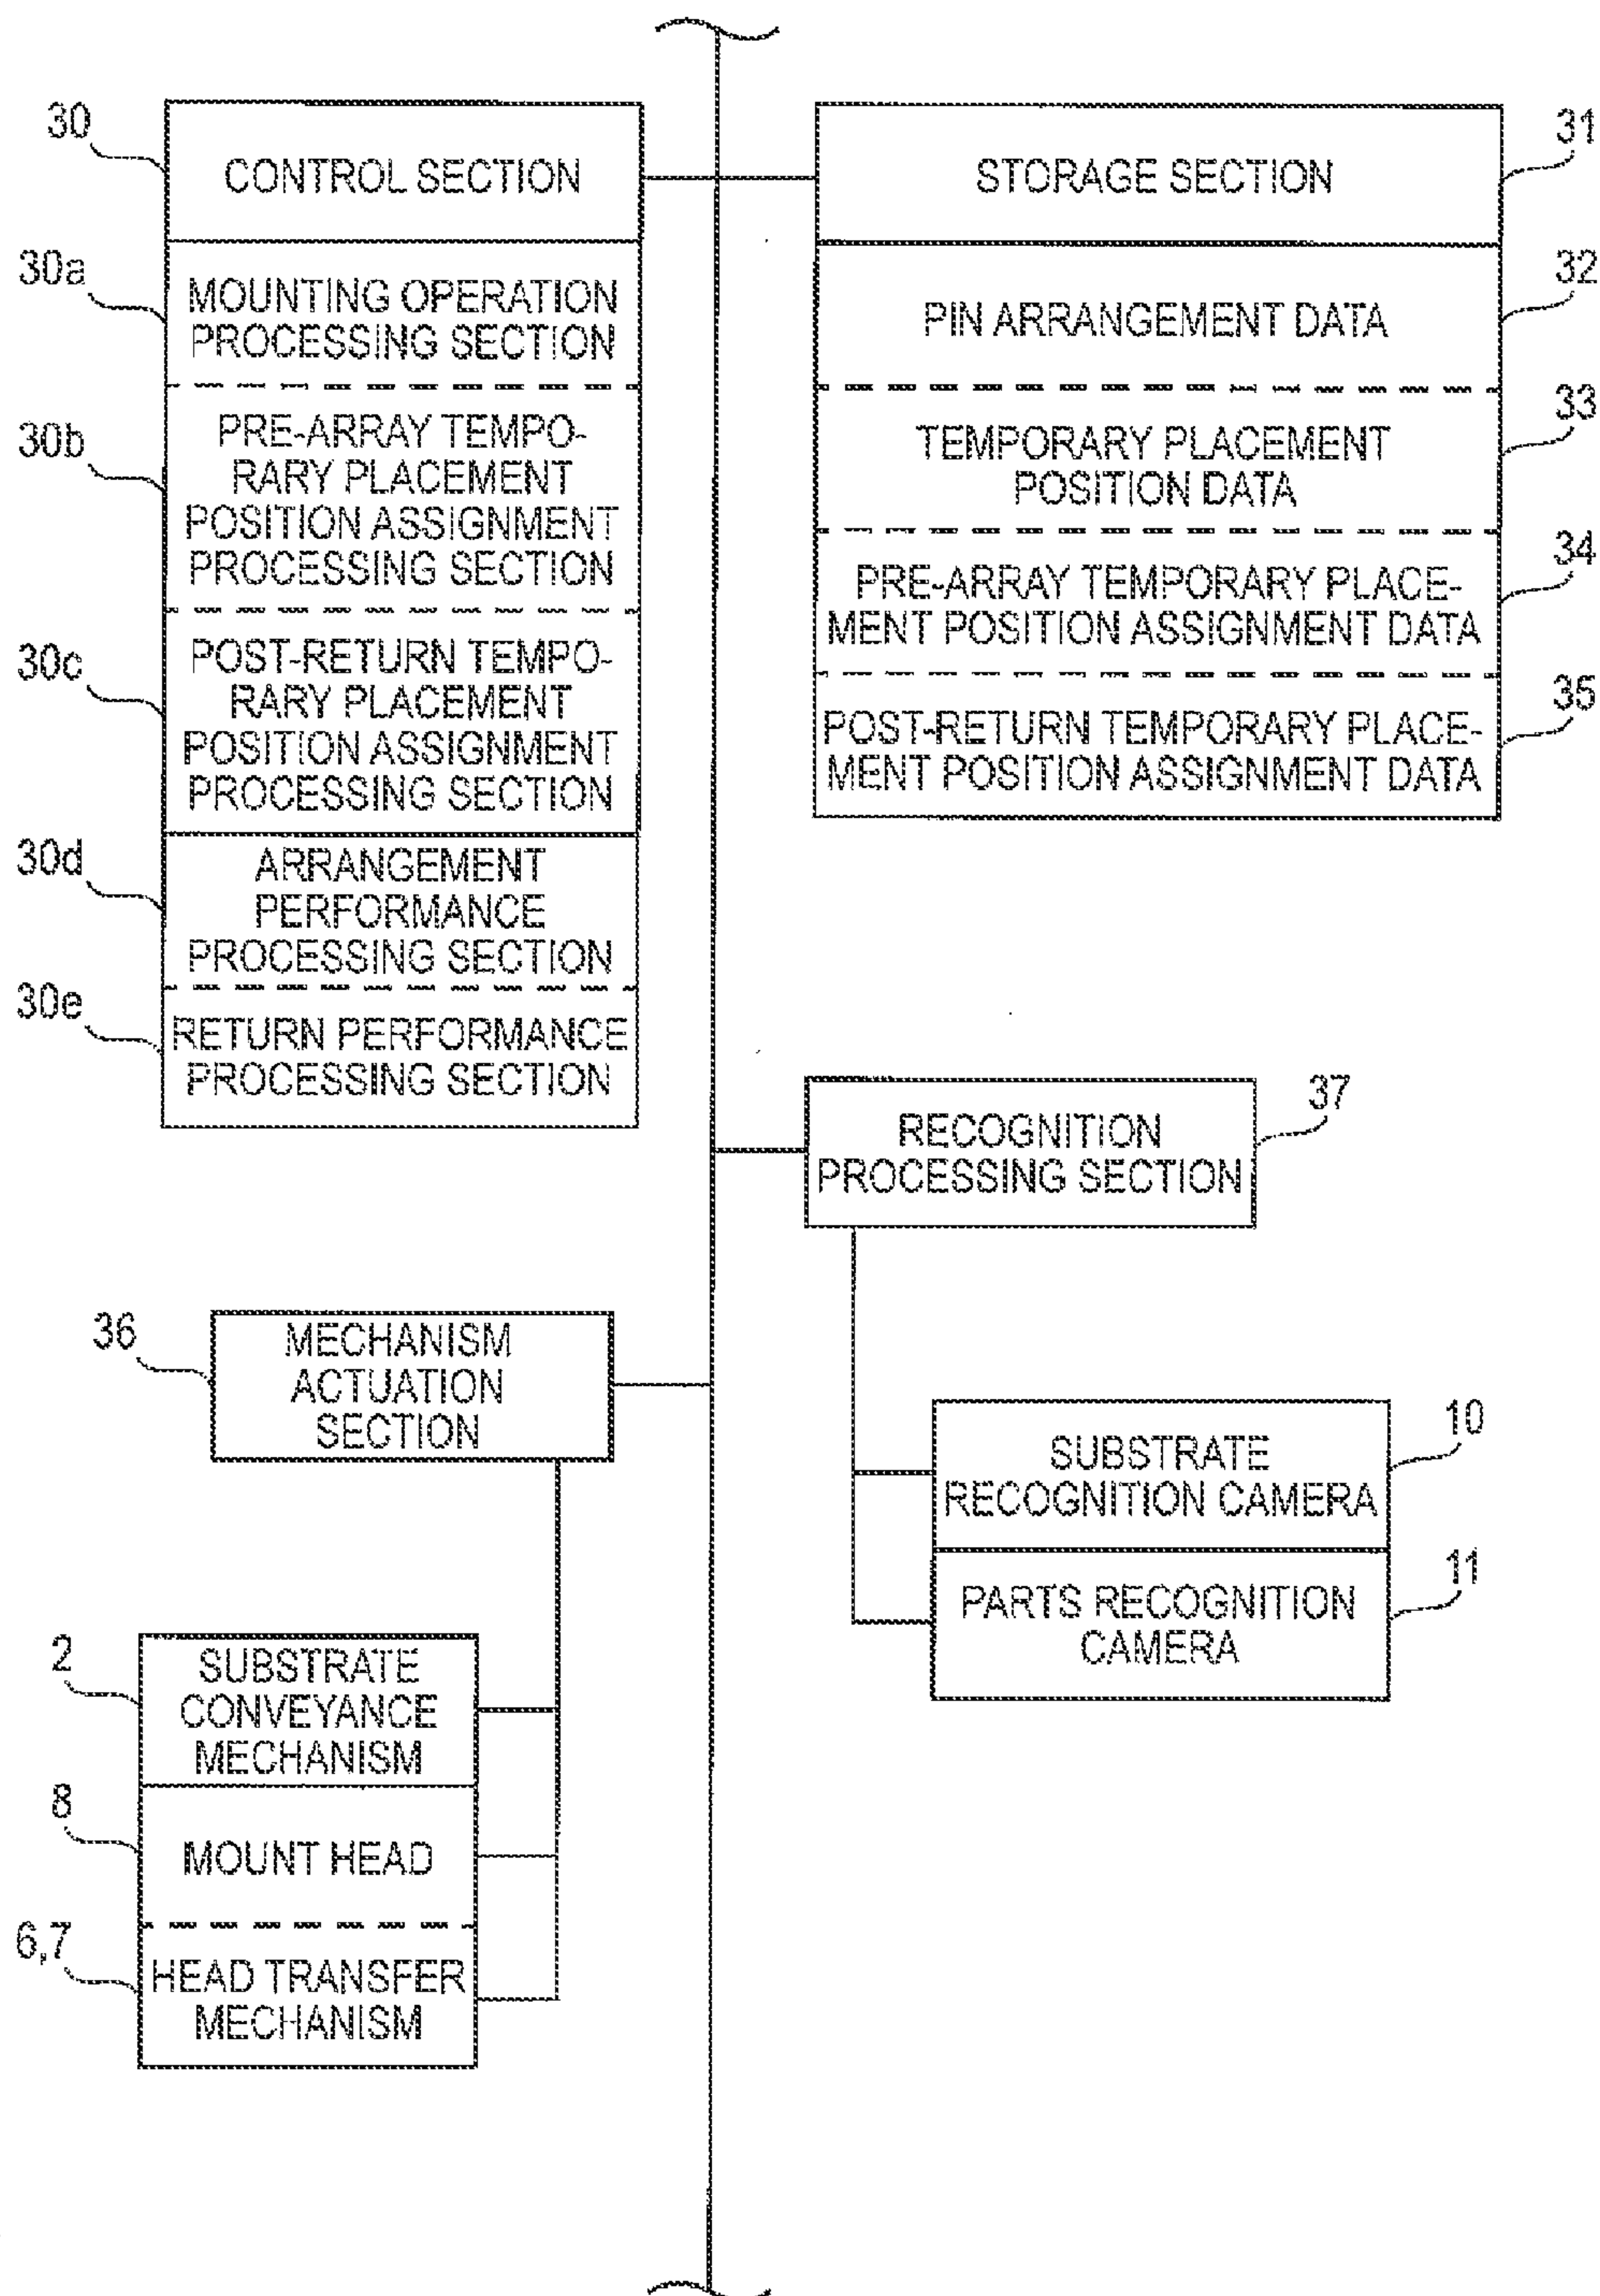 30
CONTROL SECTION
30a
MOUNTING OPERATION
PROCESSING SECTION
30b
PRE-ARRAY TEMPO-
RARY PLACEMENT
POSITION ASSIGNMENT
PROCESSING SECTION
30c
POST-RETURN TEMPO-
RARY PLACEMENT
POSITION ASSIGNMENT
PROCESSING SECTION
30d
ARRANGEMENT
PERFORMANCE
PROCESSING SECTION
30e
RETURN PERFORMANCE
PROCESSING SECTION
31
STORAGE SECTION
32
PIN ARRANGEMENT DATA
33
TEMPORARY PLACEMENT
POSITION DATA
34
PRE-ARRAY TEMPORARY PLACE-
MENT POSITION ASSIGNMENT DATA
35
POST-RETURN TEMPORARY PLACE-
MENT POSITION ASSIGNMENT DATA
37
RECOGNITION
PROCESSING SECTION
36
MECHANISM
ACTUATION
SECTION
10
SUBSTRATE
RECOGNITION CAMERA
11
PARTS RECOGNITION
CAMERA
2
SUBSTRATE
CONVEYANCE
MECHANISM
8
MOUNT HEAD
6,7
HEAD TRANSFER
MECHANISM